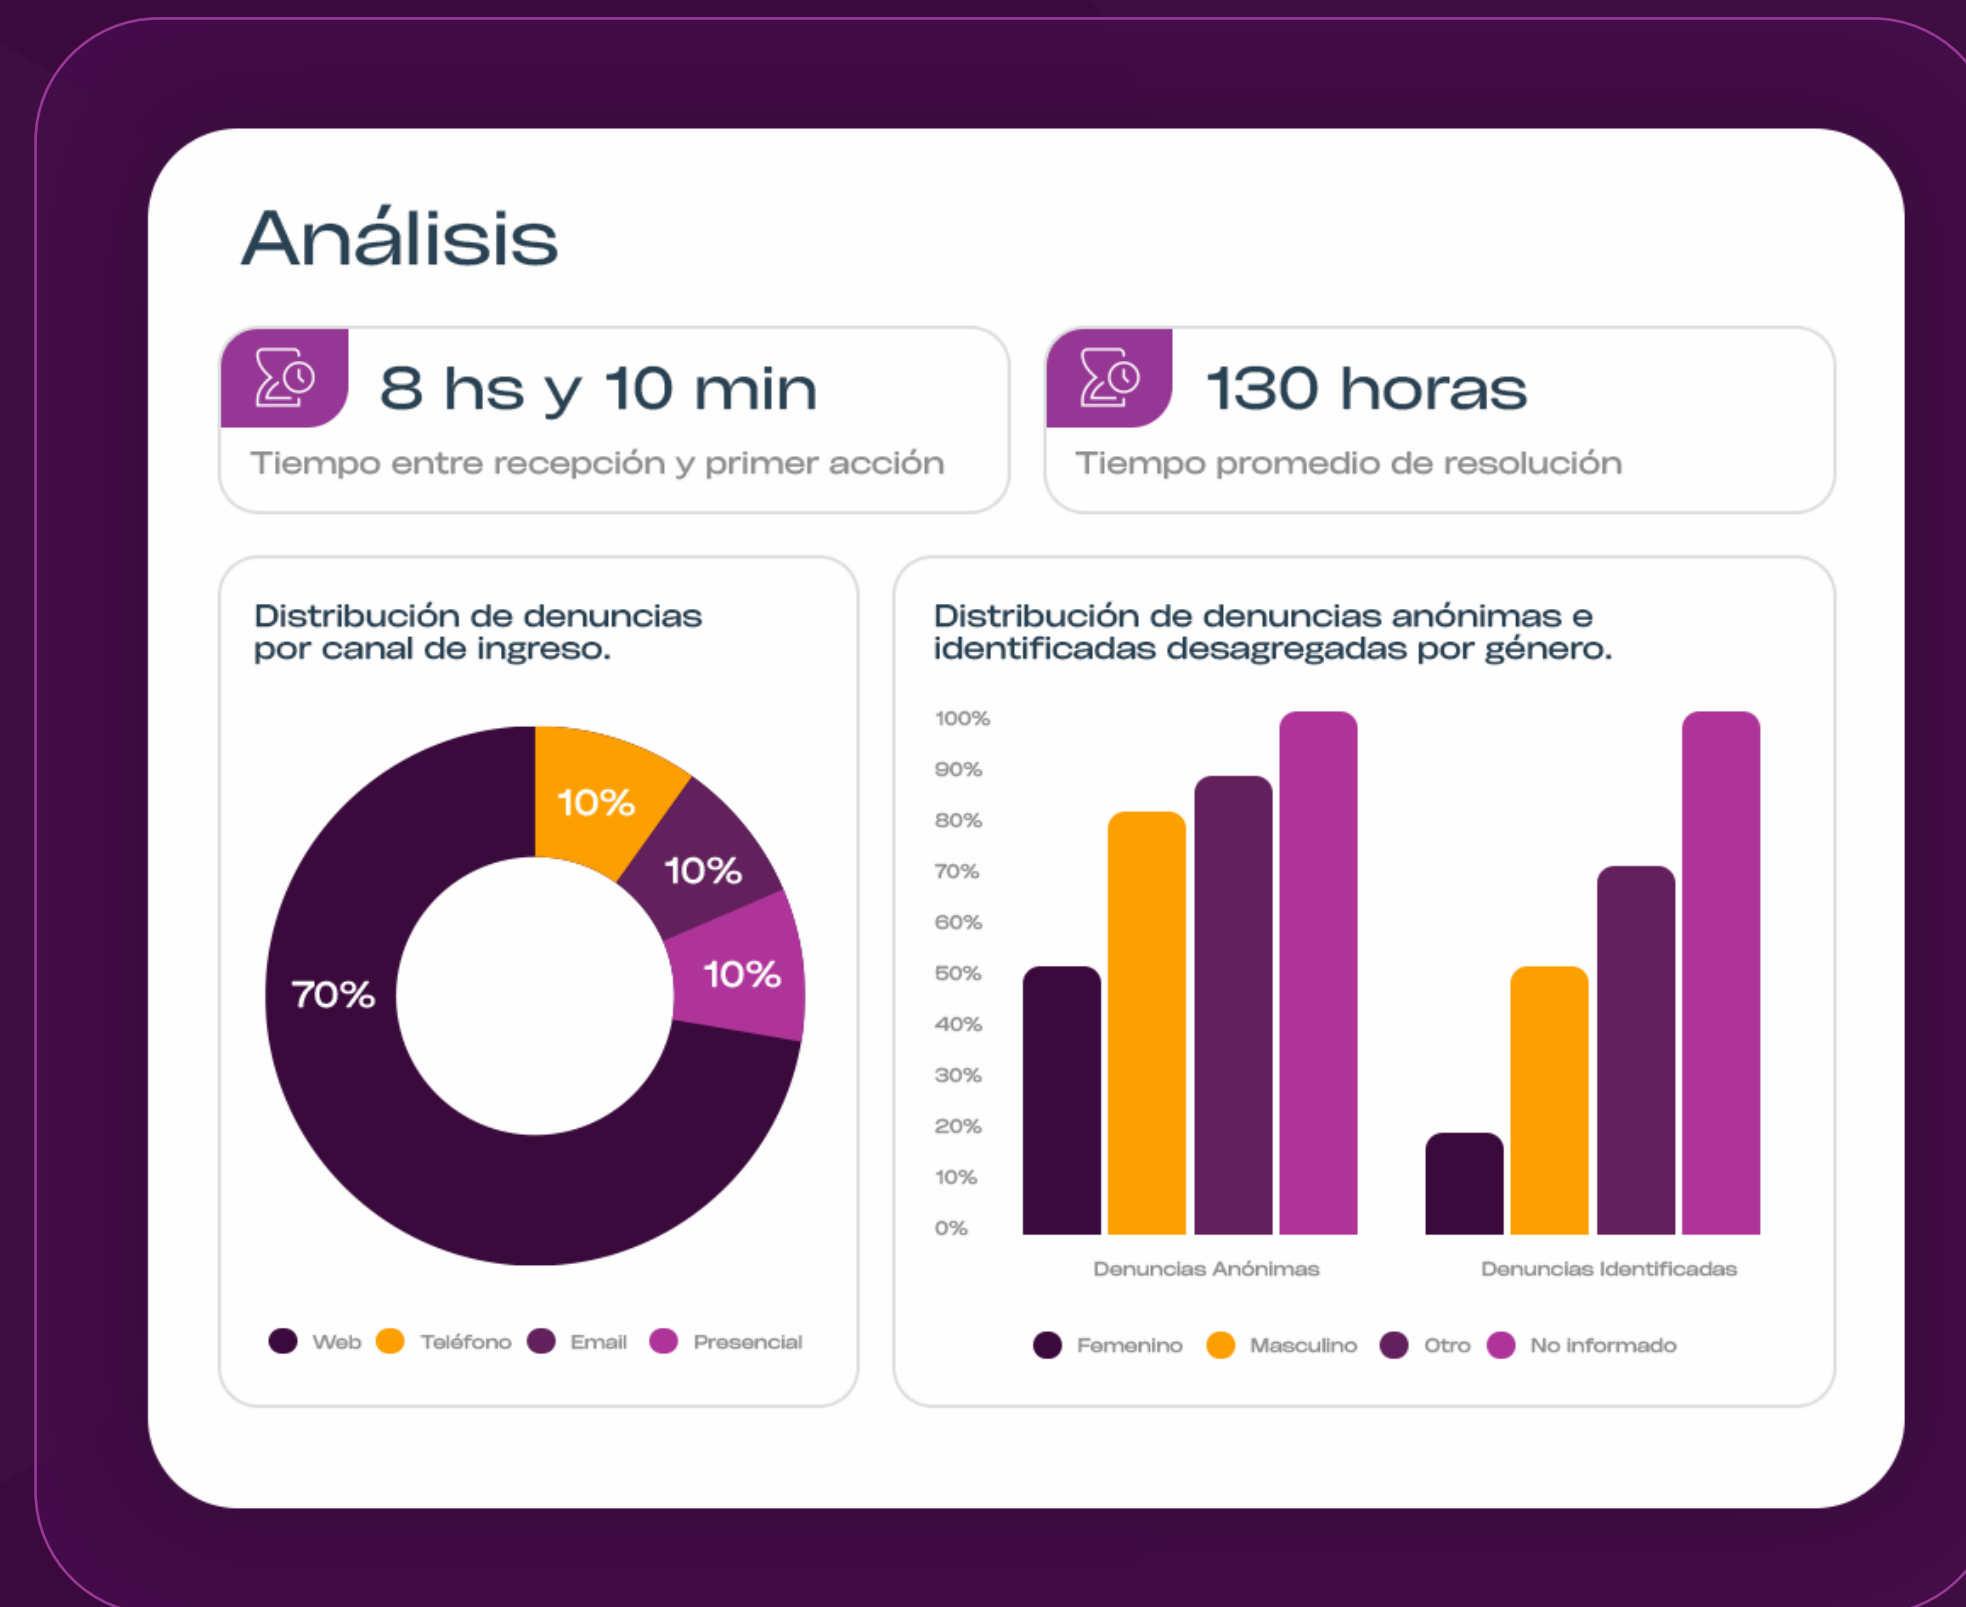 Análisis
8 hs y 10 min
Tiempo entre recepción y primer acción
130 horas
Tiempo promedio de resolución
Distribución de denuncias
por canal de ingreso.
10%
10%
10%
70%
Web
Teléfono
Email
Presencial
Distribución de denuncias anónimas e
identificadas desagregadas por género.
100%
90%
80%
70%
60%
50%
40%
30%
20%
10%
0%
Denuncias Anónimas
Denuncias Identificadas
Femenino
Masculino
Otro
No informado